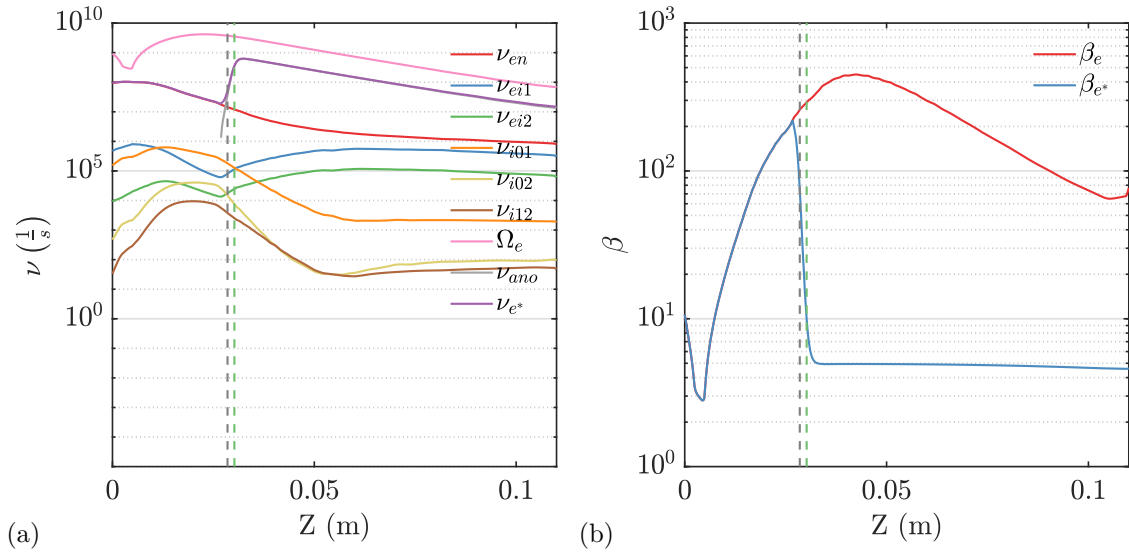 10^10
10^5
10^0
ν (1/s)
0
0.05
0.1
Z (m)
(a)
ν_en
ν_ei1
ν_ei2
ν_i01
ν_i02
ν_i12
Ω_e
ν_ano
ν_e*
10^3
10^2
10^1
10^0
β
0
0.05
0.1
Z (m)
(b)
β_e
β_e*